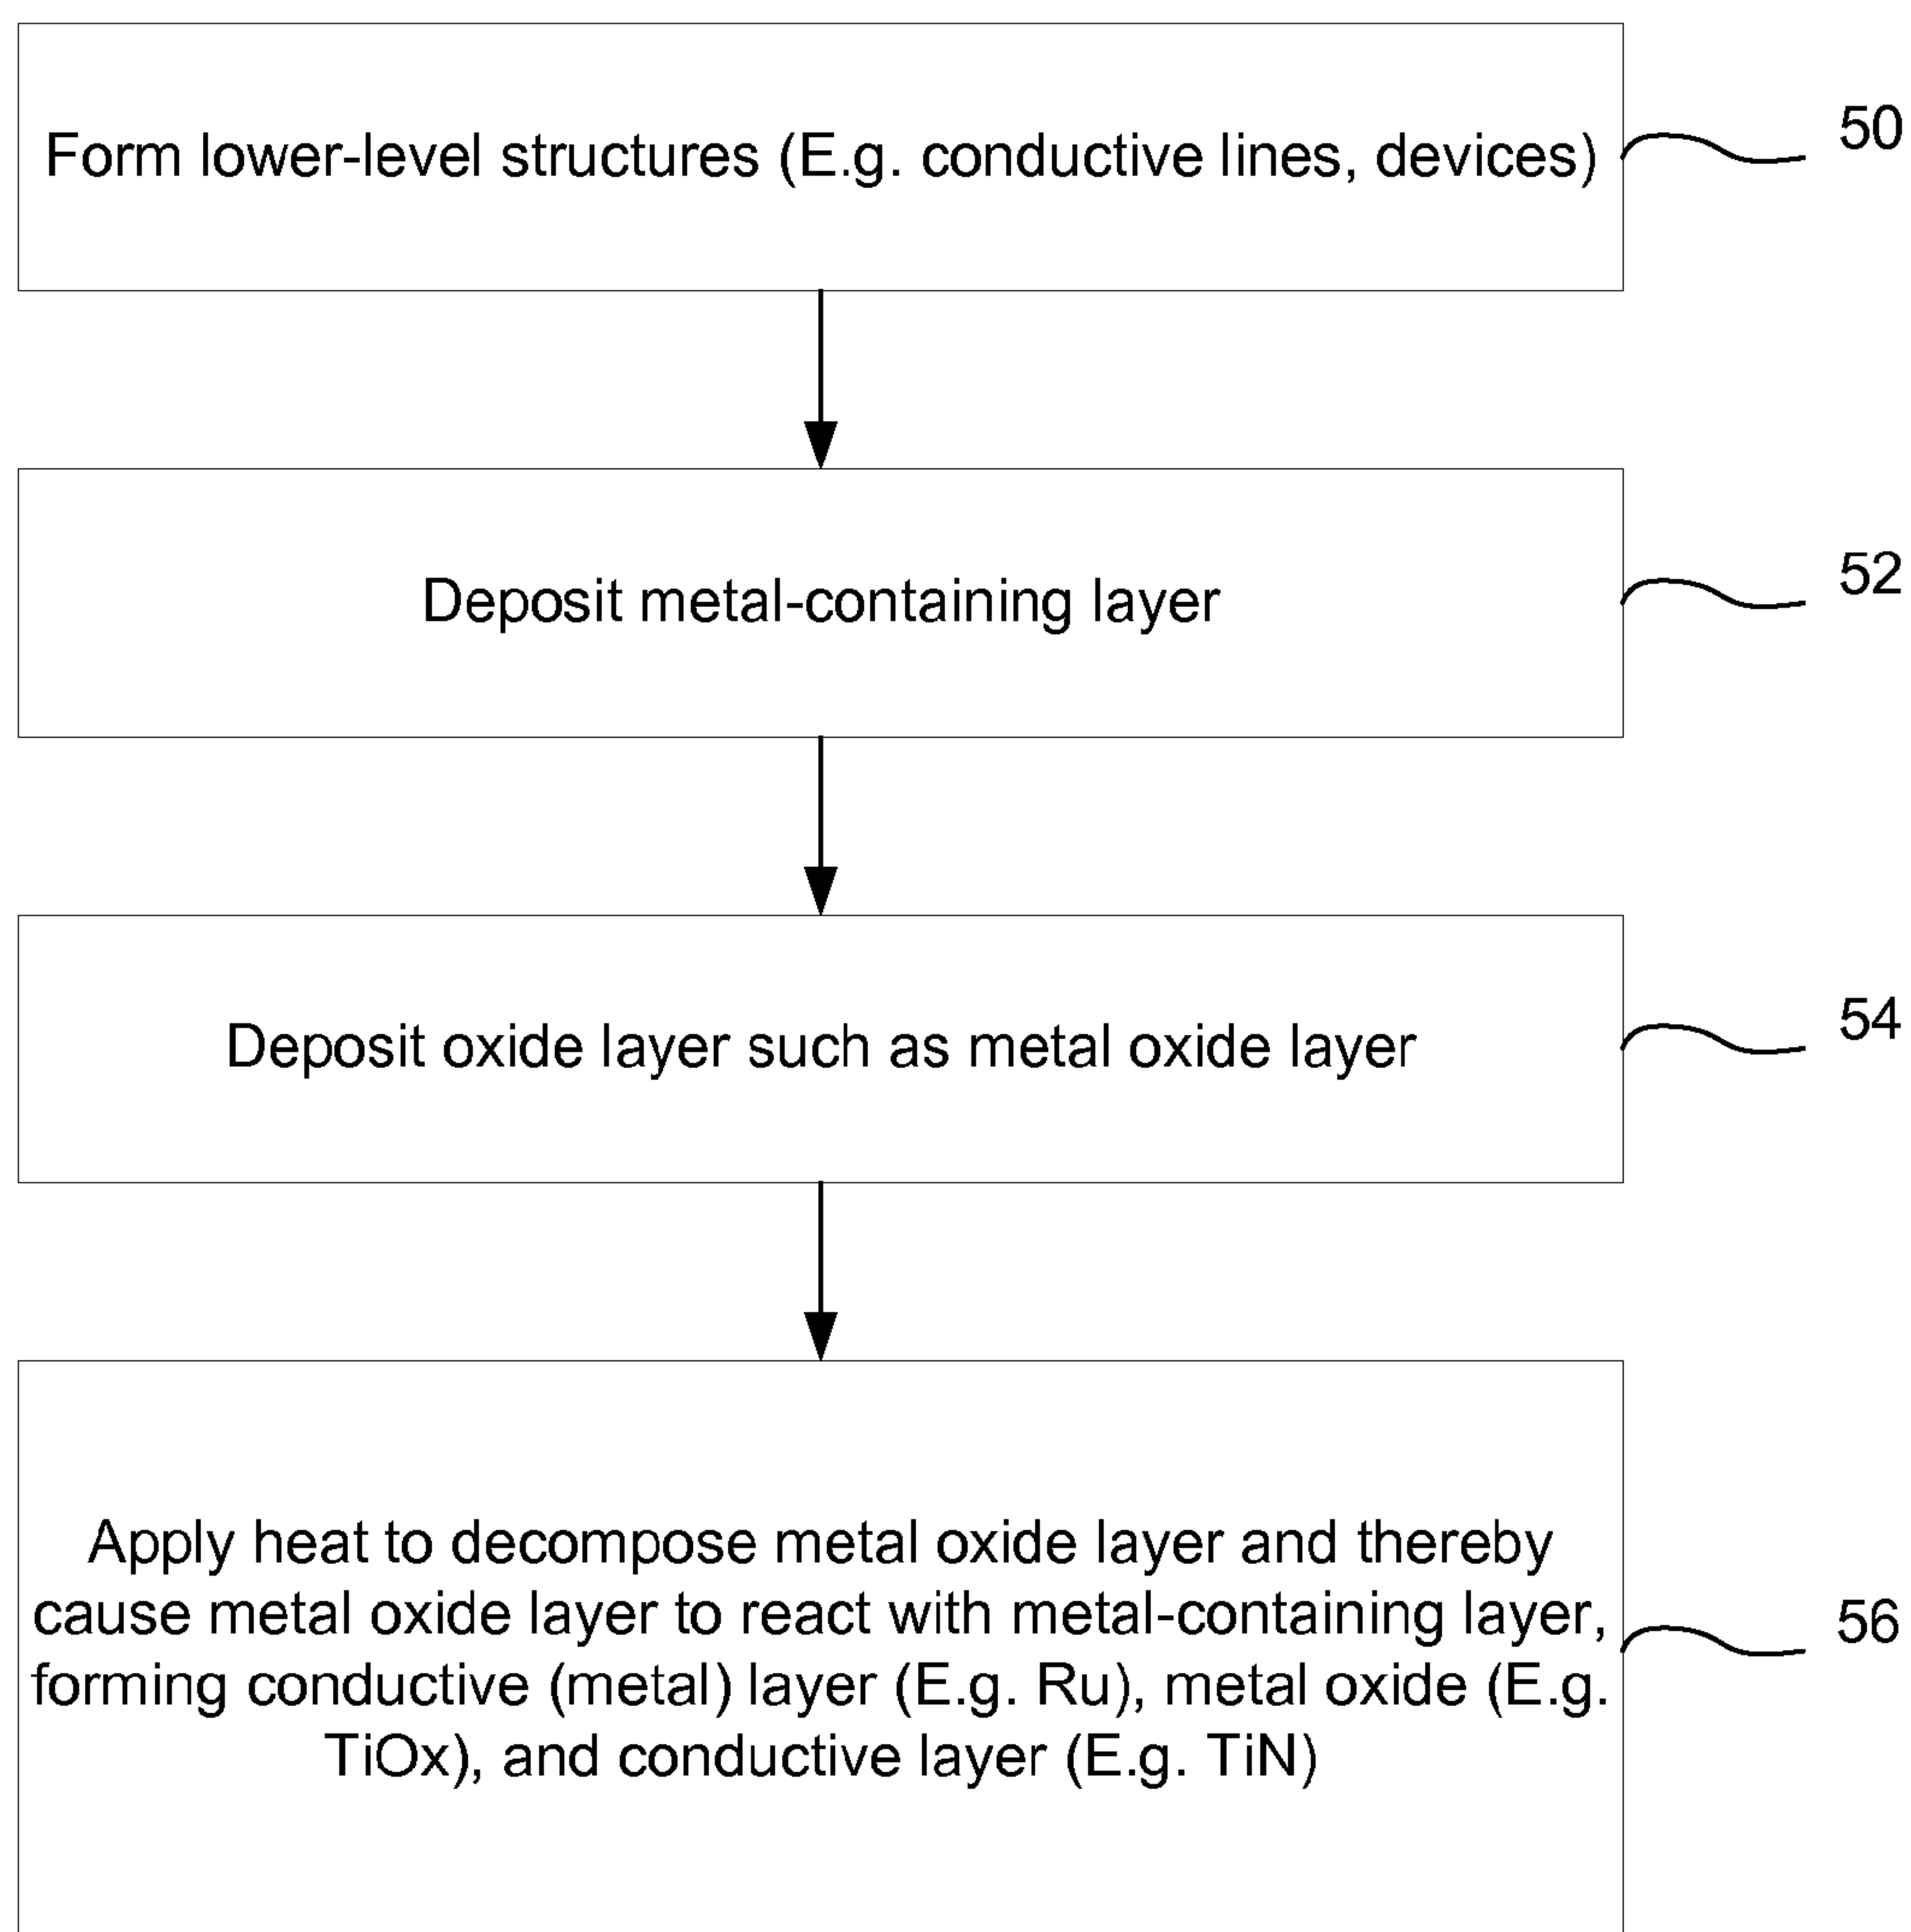 Form lower-level structures (E.g. conductive lines, devices)
50
Deposit metal-containing layer
52
Deposit oxide layer such as metal oxide layer
54
Apply heat to decompose metal oxide layer and thereby
cause metal oxide layer to react with metal-containing layer,
forming conductive (metal) layer (E.g. Ru), metal oxide (E.g.
TiOx), and conductive layer (E.g. TiN)
56